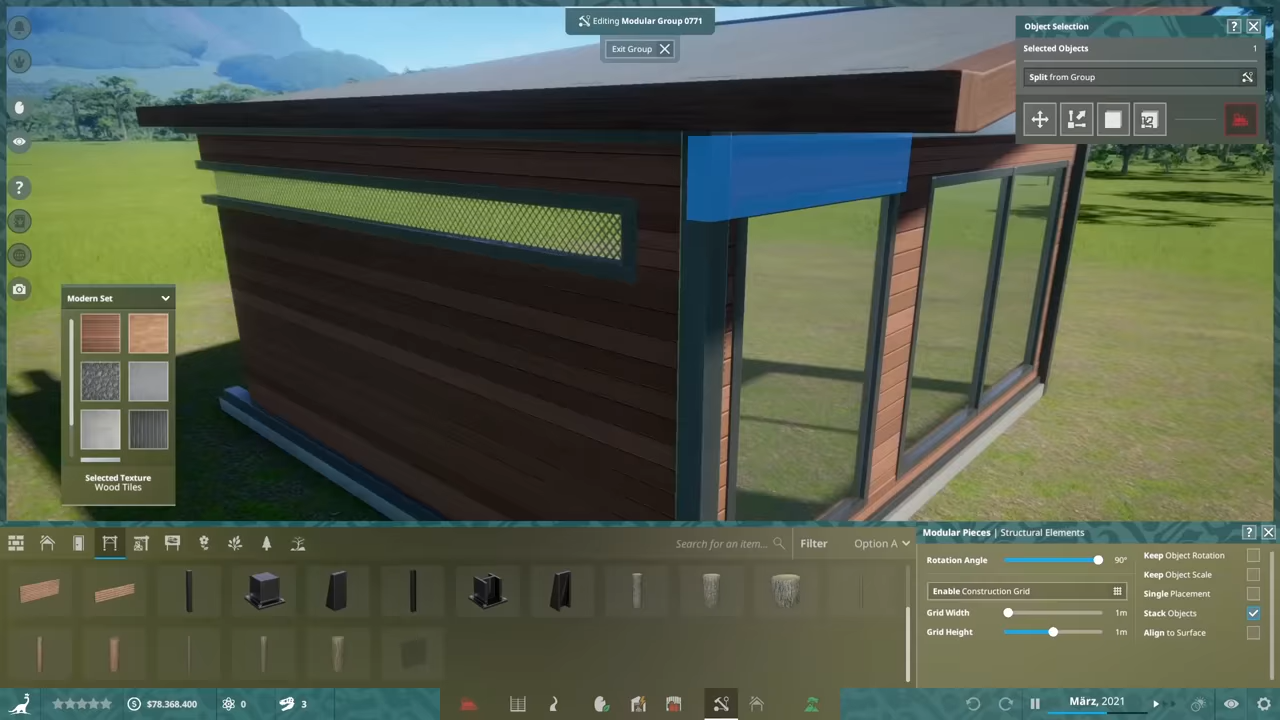 Editing Modular Group 0771
Exit Group
Object Selection
?
Selected Objects 1
Split from Group
12
?
Modern Set
Selected Texture
Wood Tiles
Search for an item...
Filter
Option A
Modular Pieces | Structural Elements
?
Rotation Angle 90°
Enable Construction Grid
Grid Width 1m
Grid Height 1m
Keep Object Rotation
Keep Object Scale
Single Placement
Stack Objects
Align to Surface
$78.368.400
0
3
März, 2021